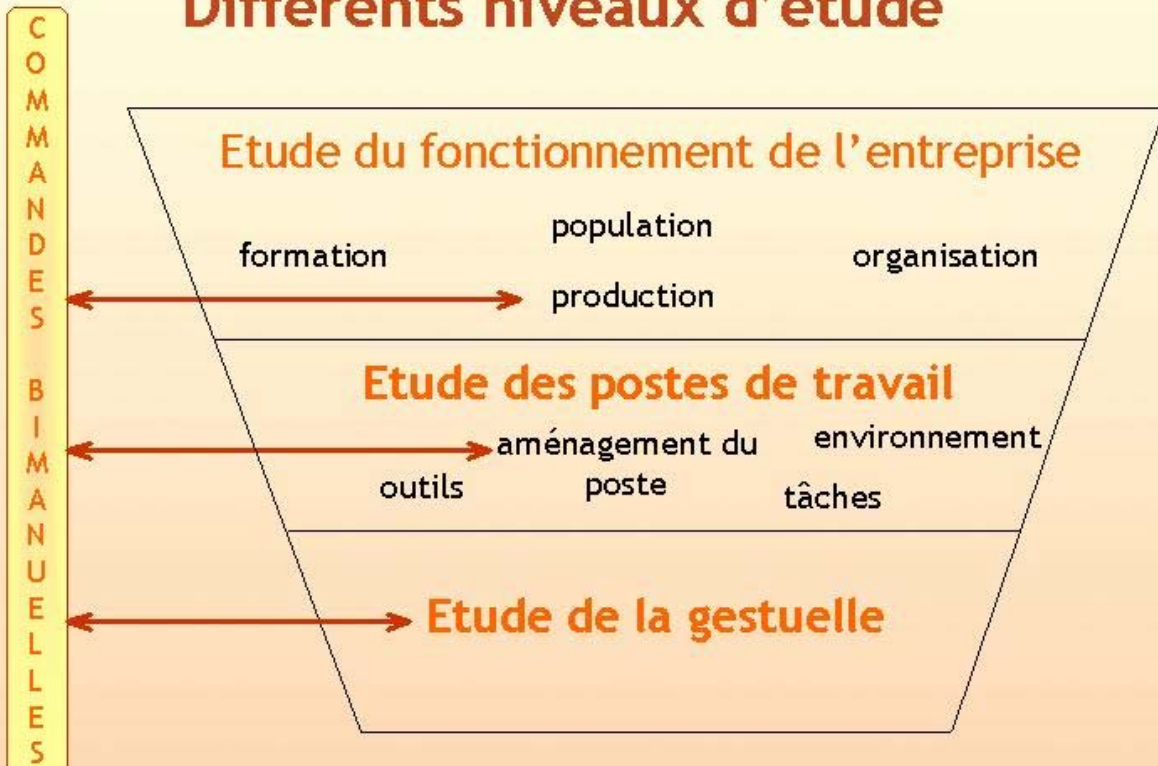 Différents niveaux d'étude
COMMANDES BIMANUELLES
Etude du fonctionnement de l'entreprise
population
formation
organisation
production
Etude des postes de travail
environnement
aménagement du
poste
outils
tâches
Etude de la gestuelle